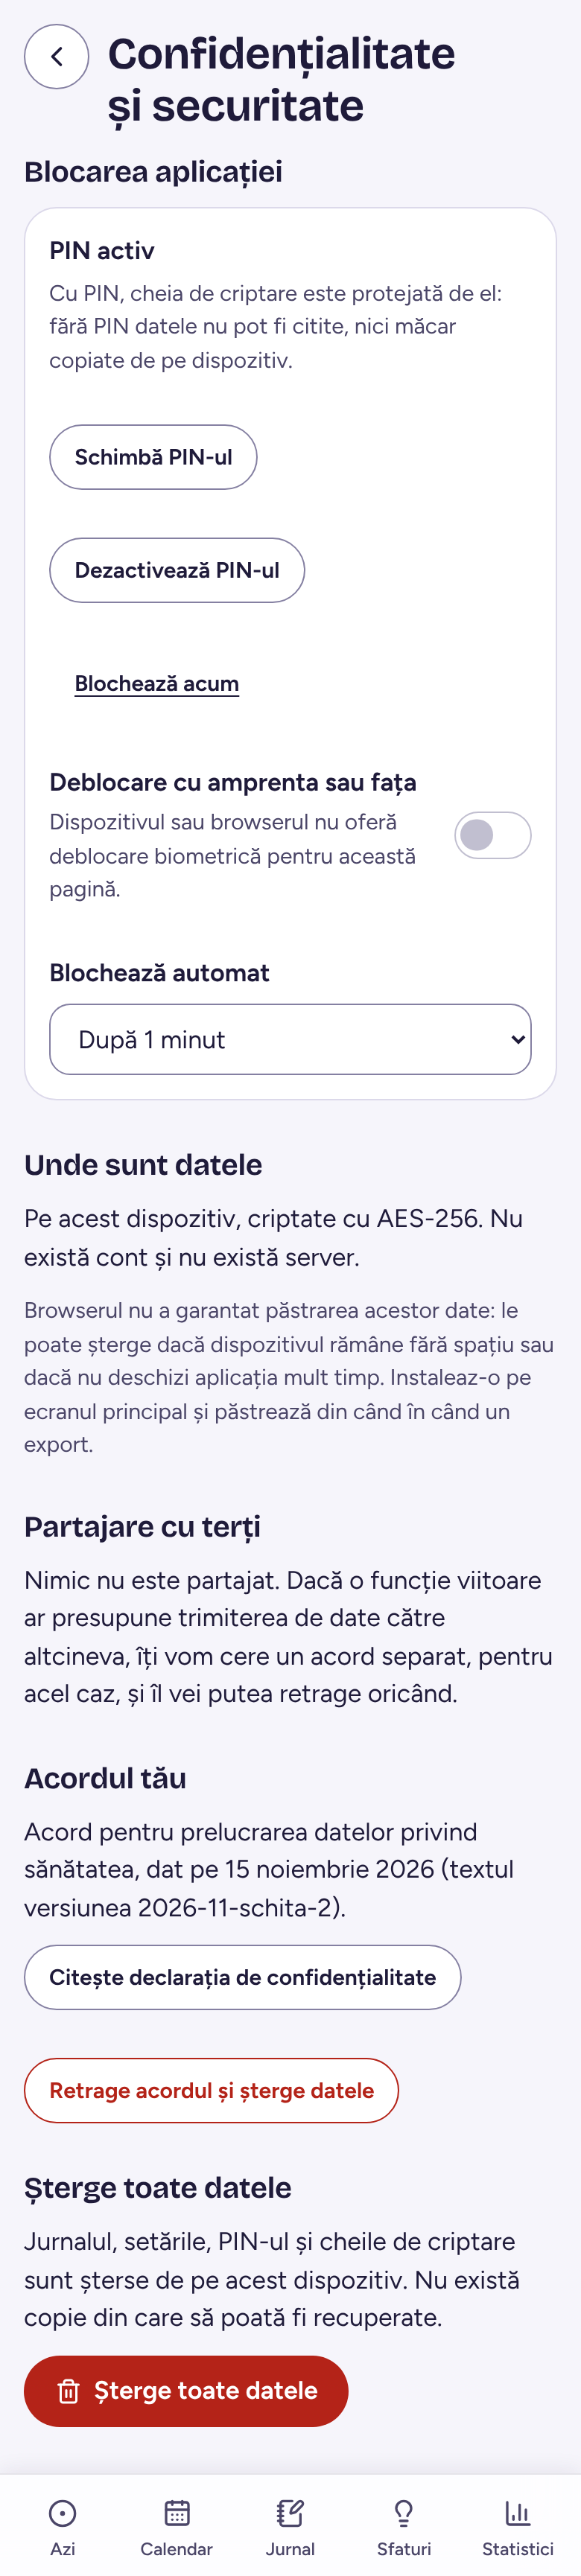 Confidențialitate
și securitate
Blocarea aplicației
PIN activ
Cu PIN, cheia de criptare este protejată de el:
fără PIN datele nu pot fi citite, nici măcar
copiate de pe dispozitiv.
Schimbă PIN-ul
Dezactivează PIN-ul
Blochează acum
Deblocare cu amprenta sau fața
Dispozitivul sau browserul nu oferă
deblocare biometrică pentru această
pagină.
Blochează automat
După 1 minut
Unde sunt datele
Pe acest dispozitiv, criptate cu AES-256. Nu
există cont și nu există server.
Browserul nu a garantat păstrarea acestor date: le
poate șterge dacă dispozitivul rămâne fără spațiu sau
dacă nu deschizi aplicația mult timp. Instaleaz-o pe
ecranul principal și păstrează din când în când un
export.
Partajare cu terți
Nimic nu este partajat. Dacă o funcție viitoare
ar presupune trimiterea de date către
altcineva, îți vom cere un acord separat, pentru
acel caz, și îl vei putea retrage oricând.
Acordul tău
Acord pentru prelucrarea datelor privind
sănătatea, dat pe 15 noiembrie 2026 (textul
versiunea 2026-11-schita-2).
Citește declarația de confidențialitate
Retrage acordul și șterge datele
Șterge toate datele
Jurnalul, setările, PIN-ul și cheile de criptare
sunt șterse de pe acest dispozitiv. Nu există
copie din care să poată fi recuperate.
Șterge toate datele
Azi
Calendar
Jurnal
Sfaturi
Statistici